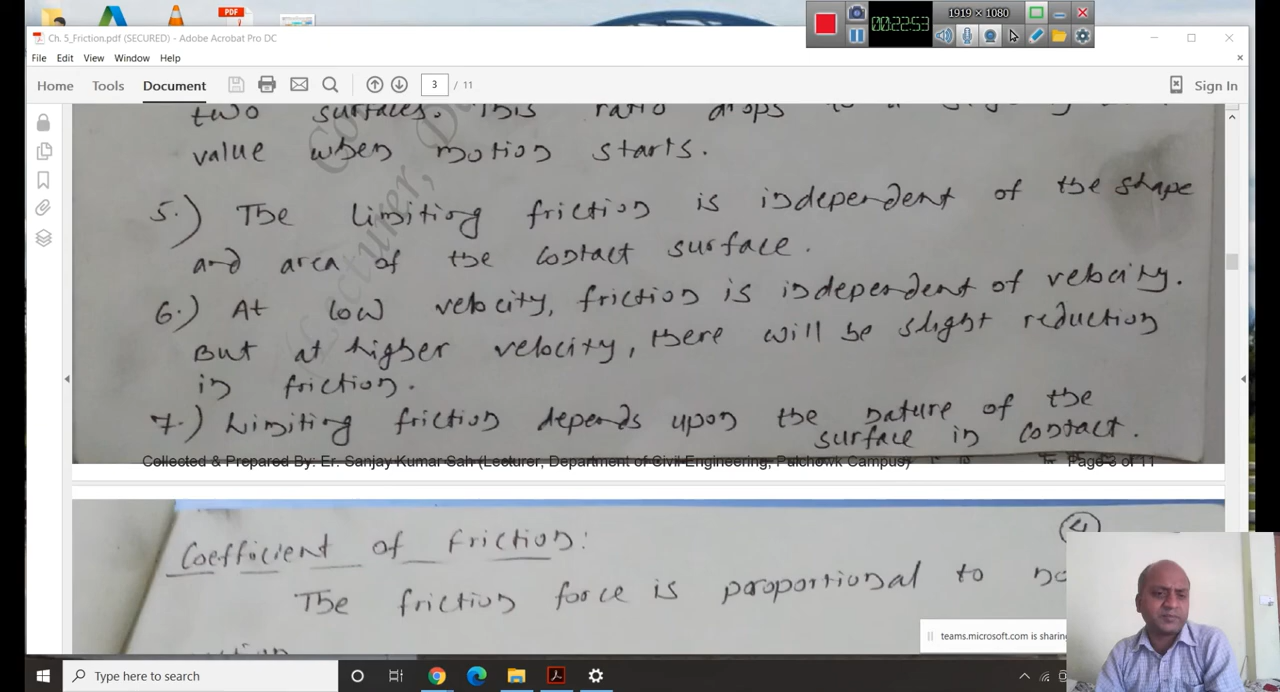 PDF
00:22:53
1919 × 1080
Ch. 5_Friction.pdf (SECURED) - Adobe Acrobat Pro DC
File Edit View Window Help
Home Tools Document 3 / 11 Sign In
two surfaces. This ratio drops to a
value when motion starts.
5.) The limiting friction is independent of the shape
and area of the contact surface.
6.) At low velocity, friction is independent of velocity.
But at higher velocity, there will be slight reduction
in friction.
7.) Limiting friction depends upon the nature of the
surface in contact.
(Lecturer, D
Collected & Prepared By: Er. Sanjay Kumar Sah (Lecturer, Department of Civil Engineering, Pulchowk Campus) Page 3 of 11
4
Coefficient of Friction:
The friction force is proportional to
teams.microsoft.com is sharin
Type here to search